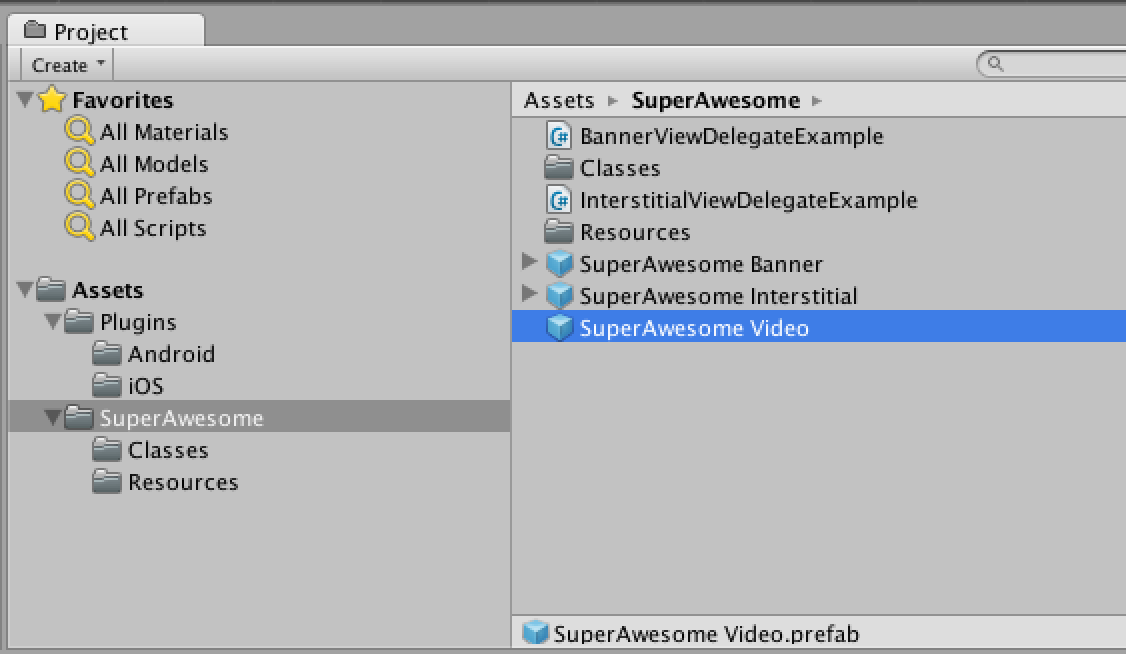 Project
Create
Favorites
All Materials
All Models
All Prefabs
All Scripts
Assets
Plugins
Android
iOS
SuperAwesome
Classes
Resources
Assets SuperAwesome
BannerViewDelegateExample
Classes
InterstitialViewDelegateExample
Resources
SuperAwesome Banner
SuperAwesome Interstitial
SuperAwesome Video
SuperAwesome Video.prefab